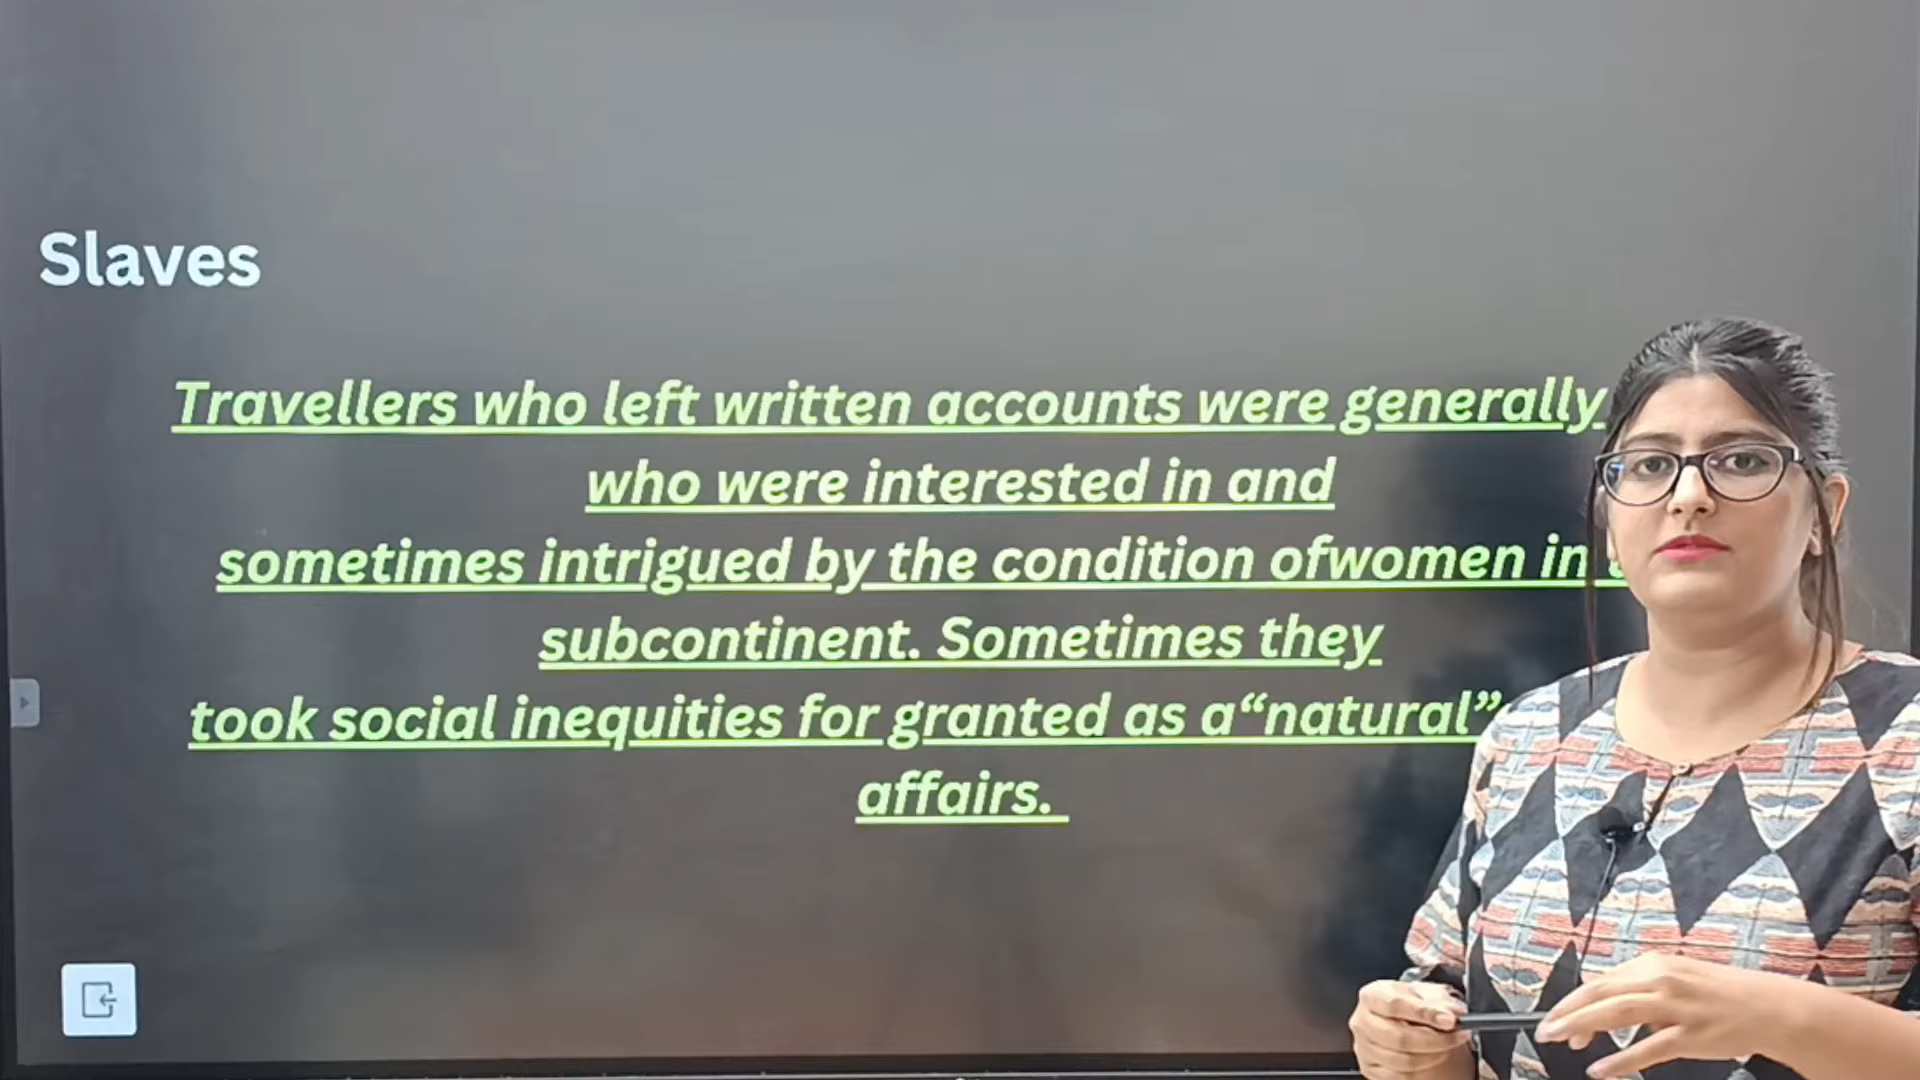 Slaves
Travellers who left written accounts were generally
who were interested in and
sometimes intrigued by the condition ofwomen in
subcontinent. Sometimes they
took social inequities for granted as a“natural”
affairs.